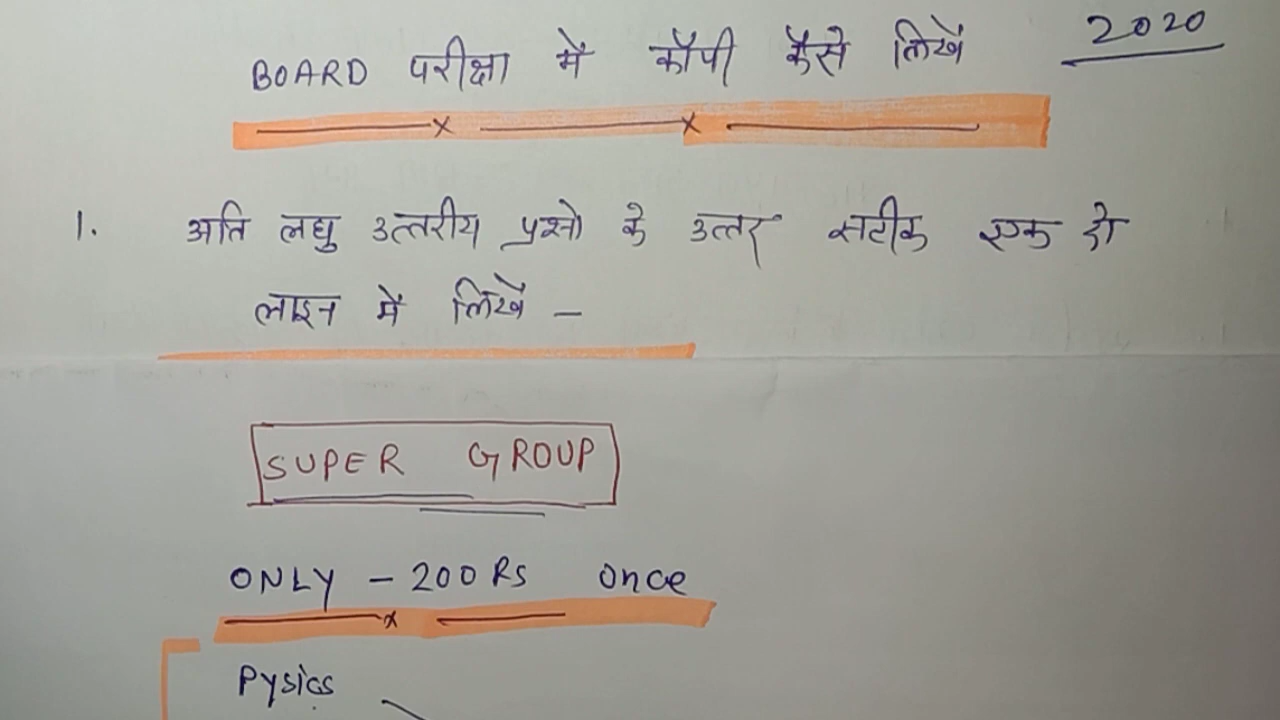 BOARD परीक्षा में कॉपी कैसे लिखें 2020
1. अति लघु उत्तरीय प्रश्नो के उत्तर सटीक एक दो
लाइन में लिखें –
SUPER GROUP
ONLY – 200 RS Once
Pysics